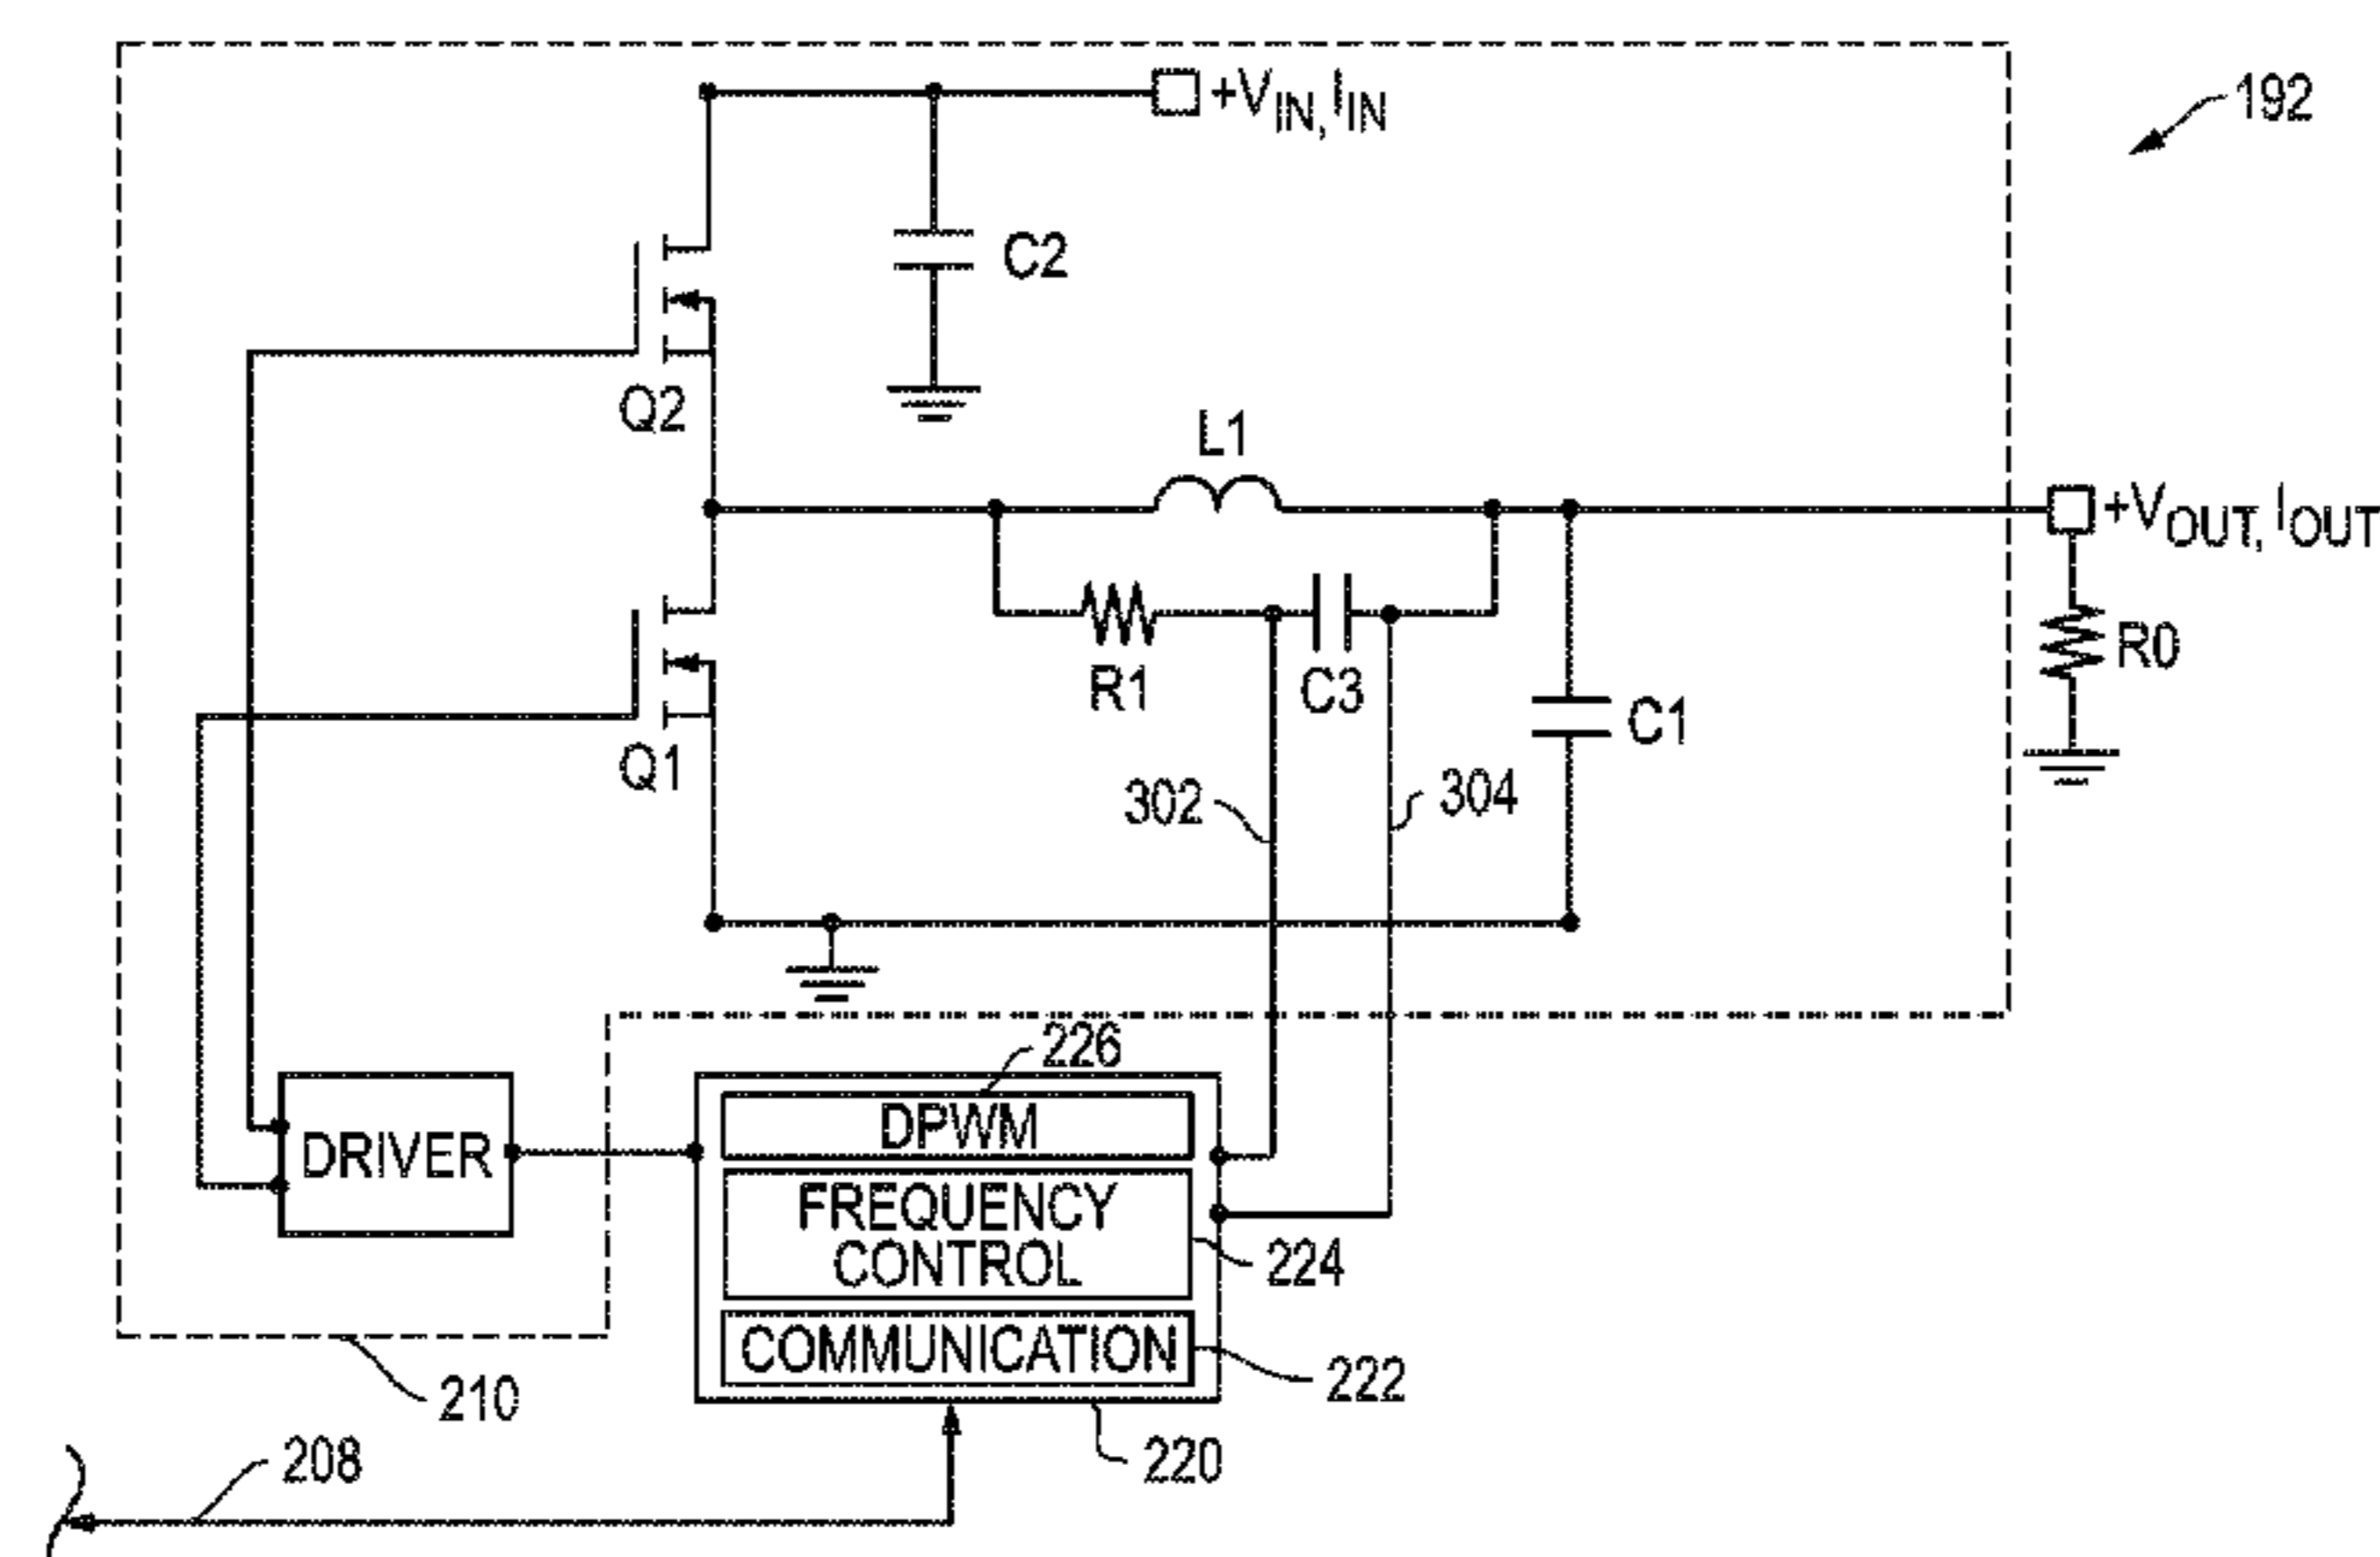 +VIN, IIN
192
C2
Q2
L1
+VOUT, IOUT
R0
R1
C3
C1
Q1
302
304
226
DPWM
DRIVER
FREQUENCY
CONTROL
224
COMMUNICATION
222
210
208
220